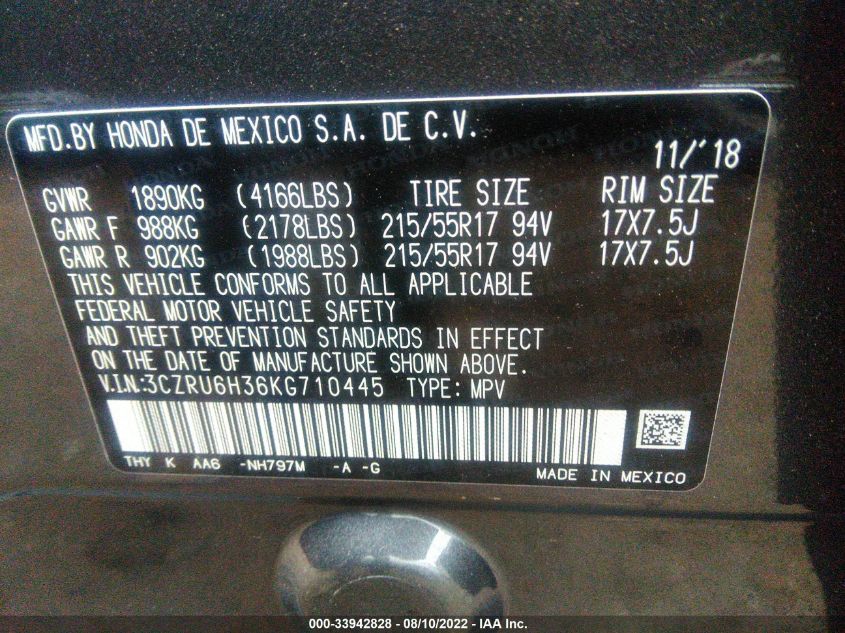 MFD.BY HONDA DE MEXICO S.A. DE C.V.
11/'18
GVWR 1890KG (4166LBS) TIRE SIZE RIM SIZE
GAWR F 988KG (2178LBS) 215/55R17 94V 17X7.5J
GAWR R 902KG (1988LBS) 215/55R17 94V 17X7.5J
THIS VEHICLE CONFORMS TO ALL APPLICABLE
FEDERAL MOTOR VEHICLE SAFETY
AND THEFT PREVENTION STANDARDS IN EFFECT
ON THE DATE OF MANUFACTURE SHOWN ABOVE.
V.I.N.:3CZRU6H36KG710445 TYPE: MPV
THY K AA6 -NH797M -A -G
MADE IN MEXICO
000-33942828 - 08/10/2022 - IAA Inc.